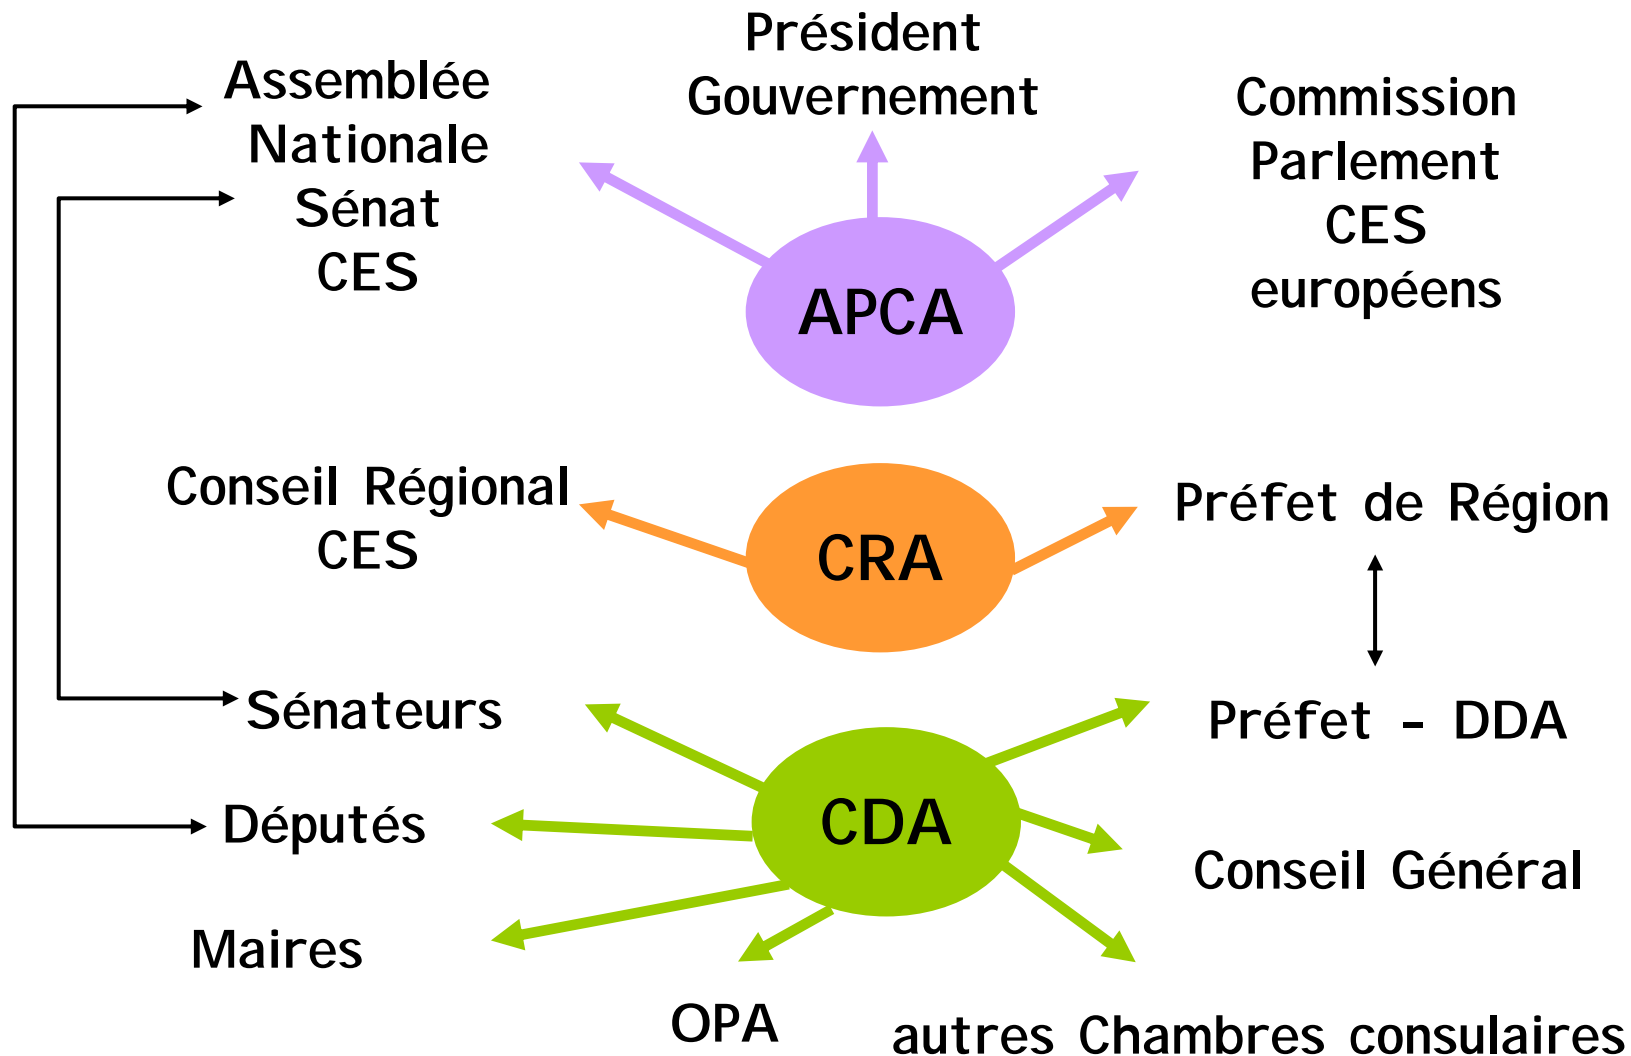 Président
Gouvernement
Assemblée
Nationale
Sénat
CES
Commission
Parlement
CES
européens
APCA
Conseil Régional
CES
CRA
Préfet de Région
Sénateurs
Préfet - DDA
Députés
CDA
Conseil Général
Maires
OPA
autres Chambres consulaires